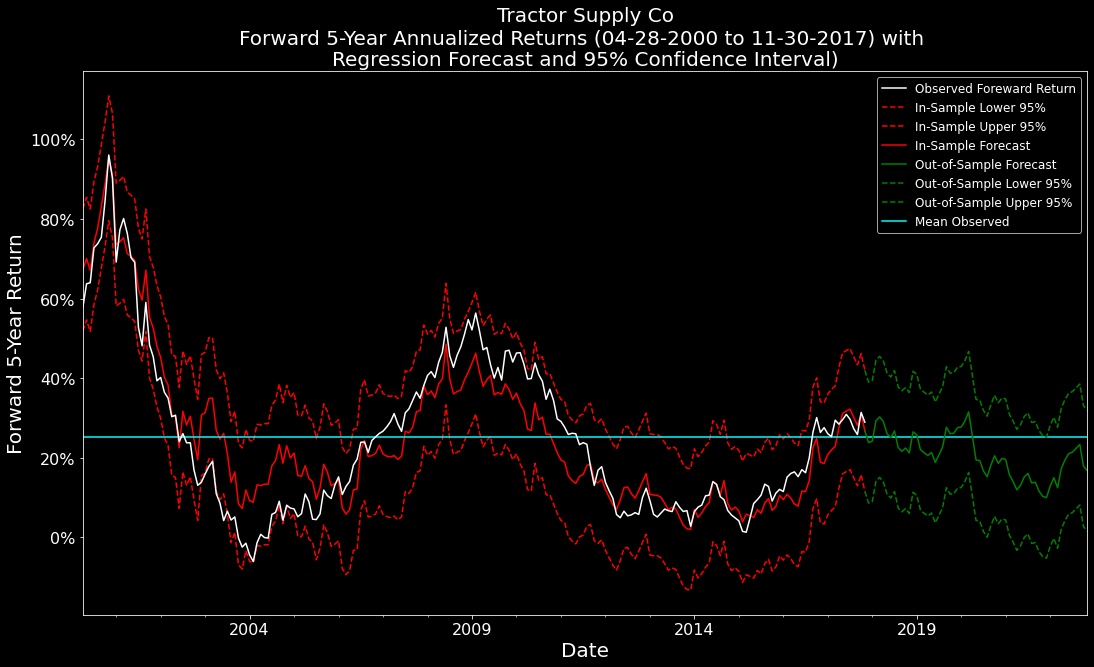 Tractor Supply Co
Forward 5-Year Annualized Returns (04-28-2000 to 11-30-2017) with
Regression Forecast and 95% Confidence Interval)
Observed Foreward Return
In-Sample Lower 95%
In-Sample Upper 95%
In-Sample Forecast
Out-of-Sample Forecast
Out-of-Sample Lower 95%
Out-of-Sample Upper 95%
Mean Observed
Forward 5-Year Return
100%
80%
60%
40%
20%
0%
2004
2009
2014
2019
Date